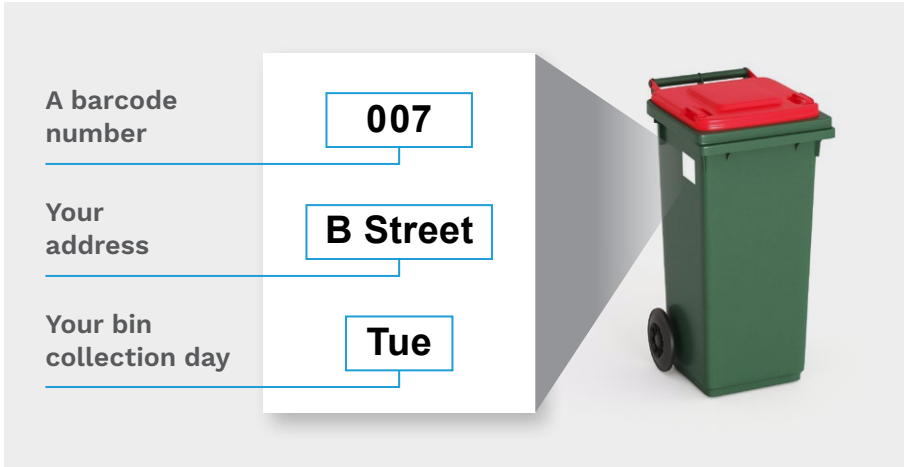 A barcode
number
007
Your
address
B Street
Your bin
collection day
Tue